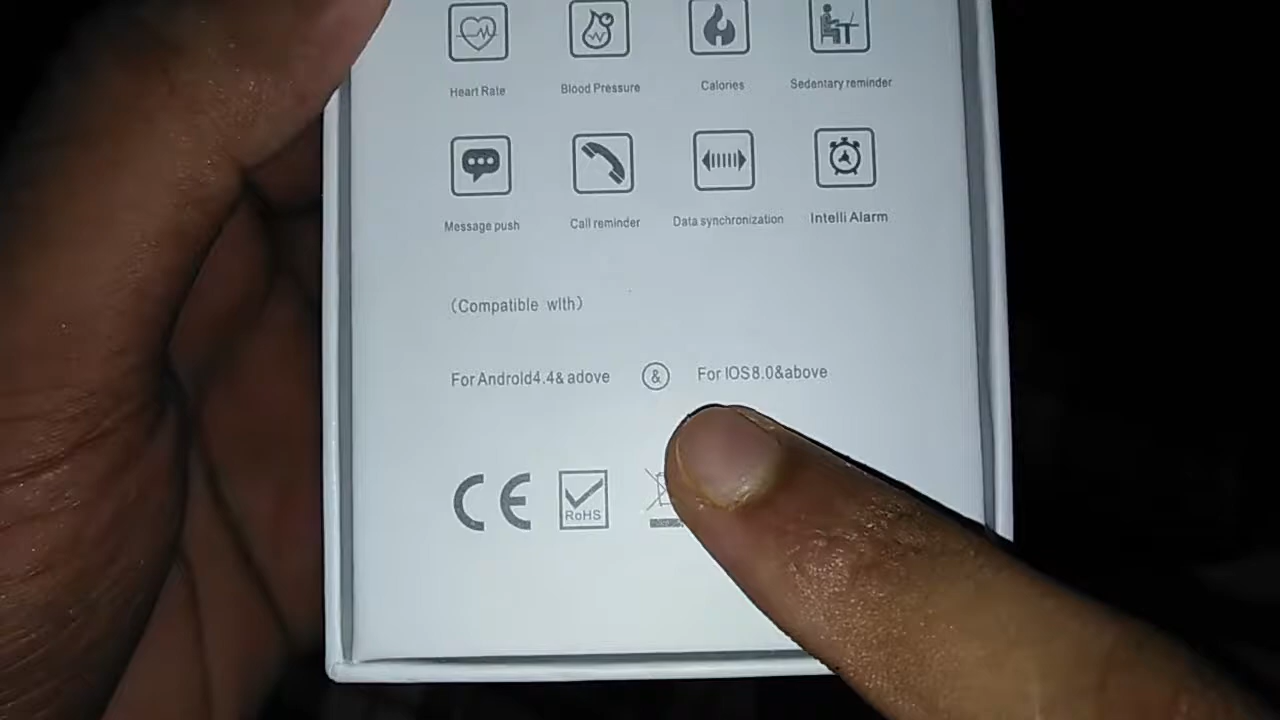 Heart Rate Blood Pressure Calories Sedentary reminder
Message push Call reminder Data synchronization Intelli Alarm
(Compatible wIth)
For Android4.4& adove & For IOS8.0&above
CE RoHS